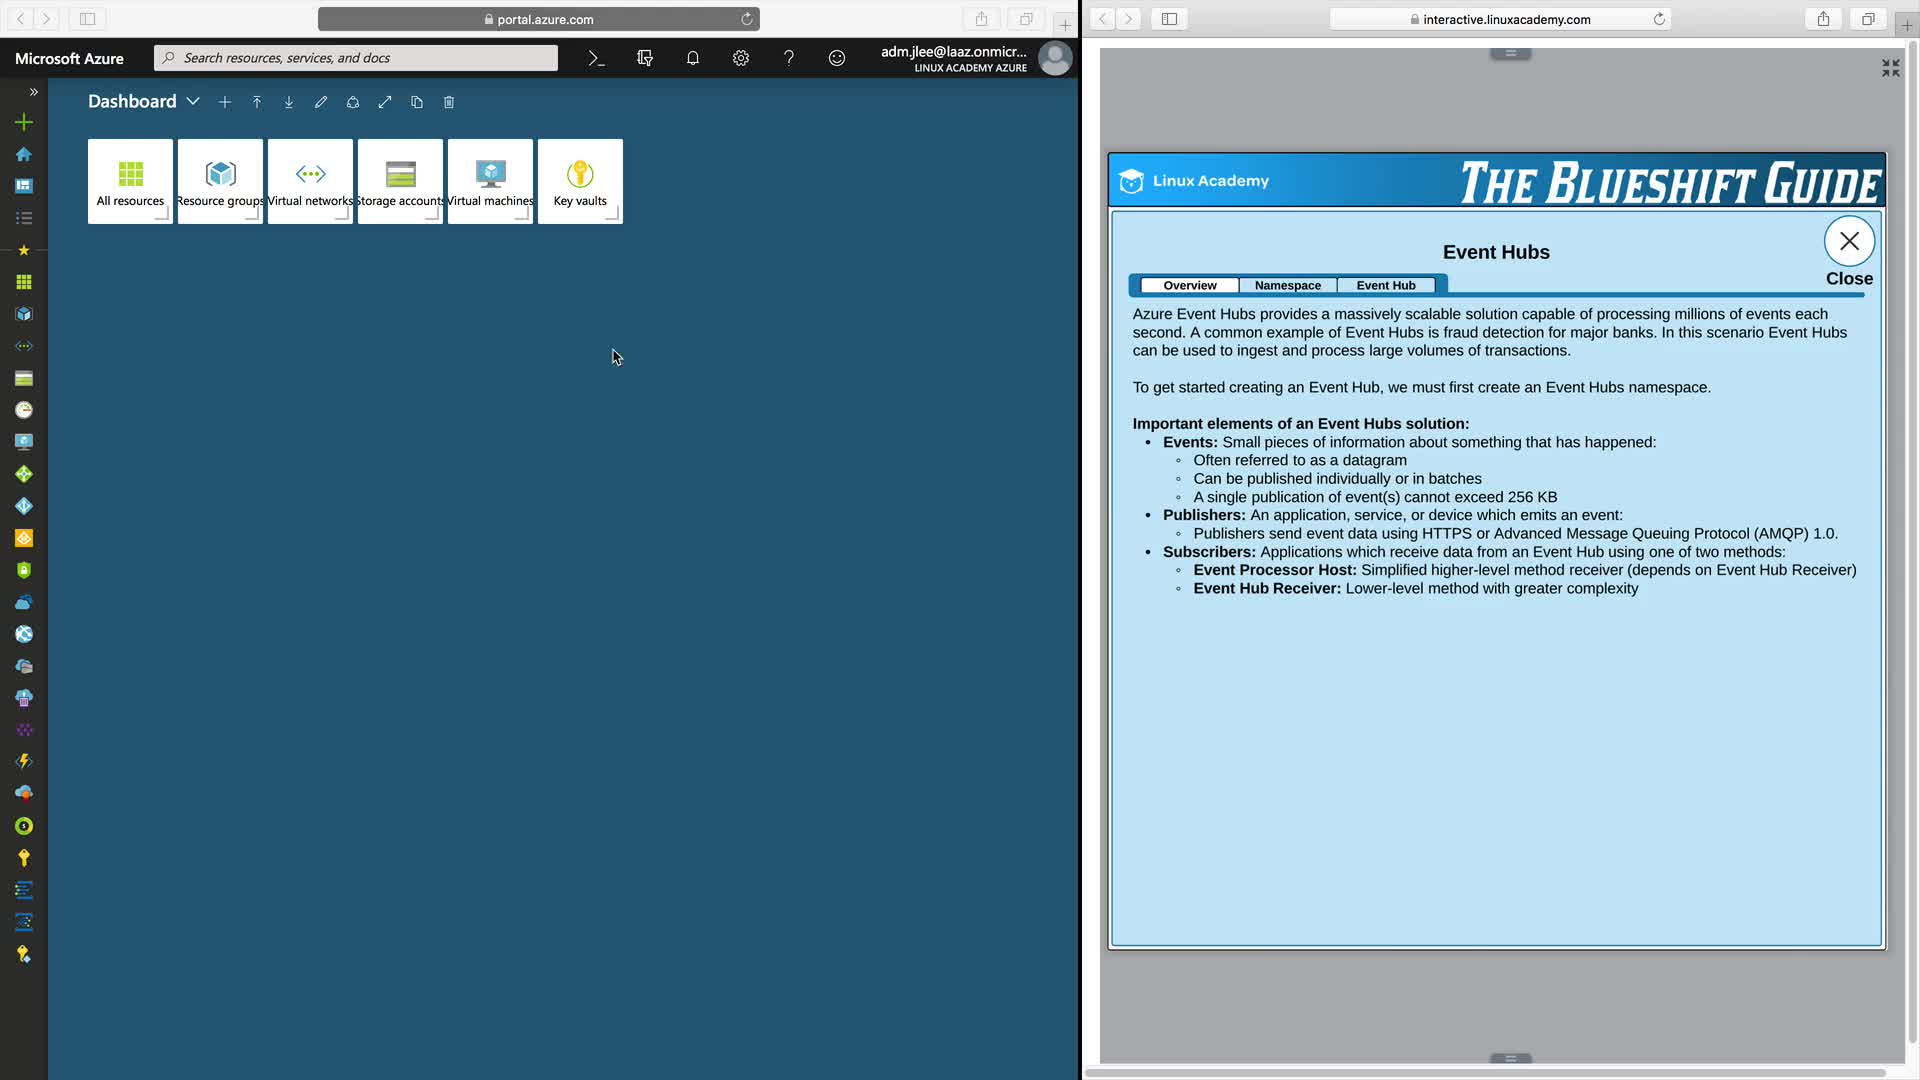 portal.azure.com
Microsoft Azure
Search resources, services, and docs
adm.jlee@laaz.onmicr...
LINUX ACADEMY AZURE
Dashboard
All resources
Resource groups
Virtual networks
Storage accounts
Virtual machines
Key vaults
interactive.linuxacademy.com
Linux Academy
THE BLUESHIFT GUIDE
Event Hubs
Close
Overview
Namespace
Event Hub
Azure Event Hubs provides a massively scalable solution capable of processing millions of events each
second. A common example of Event Hubs is fraud detection for major banks. In this scenario Event Hubs
can be used to ingest and process large volumes of transactions.
To get started creating an Event Hub, we must first create an Event Hubs namespace.
Important elements of an Event Hubs solution:
• Events: Small pieces of information about something that has happened:
◦ Often referred to as a datagram
◦ Can be published individually or in batches
◦ A single publication of event(s) cannot exceed 256 KB
• Publishers: An application, service, or device which emits an event:
◦ Publishers send event data using HTTPS or Advanced Message Queuing Protocol (AMQP) 1.0.
• Subscribers: Applications which receive data from an Event Hub using one of two methods:
◦ Event Processor Host: Simplified higher-level method receiver (depends on Event Hub Receiver)
◦ Event Hub Receiver: Lower-level method with greater complexity